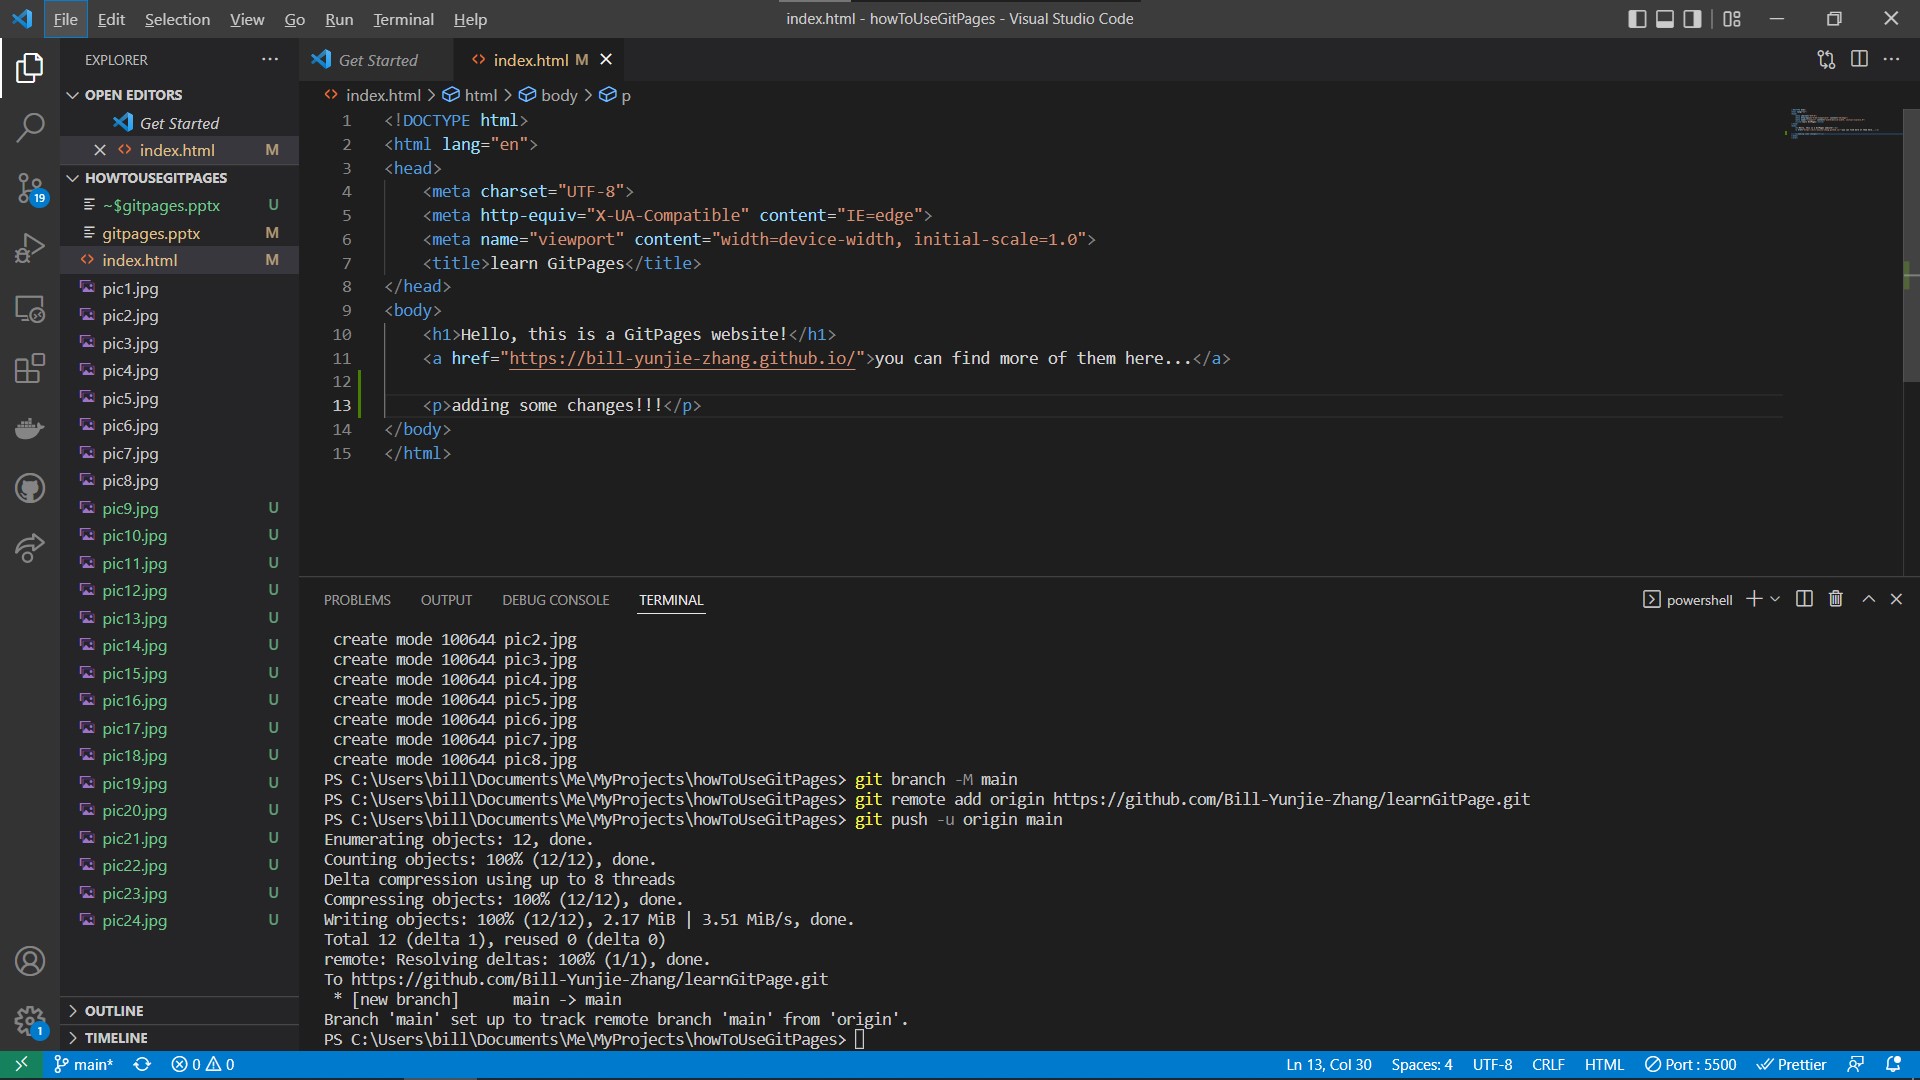 File Edit Selection View Go Run Terminal Help
index.html - howToUseGitPages - Visual Studio Code
EXPLORER
OPEN EDITORS
Get Started
index.html M
HOWTOUSEGITPAGES
~$gitpages.pptx U
gitpages.pptx M
index.html M
pic1.jpg
pic2.jpg
pic3.jpg
pic4.jpg
pic5.jpg
pic6.jpg
pic7.jpg
pic8.jpg
pic9.jpg U
pic10.jpg U
pic11.jpg U
pic12.jpg U
pic13.jpg U
pic14.jpg U
pic15.jpg U
pic16.jpg U
pic17.jpg U
pic18.jpg U
pic19.jpg U
pic20.jpg U
pic21.jpg U
pic22.jpg U
pic23.jpg U
pic24.jpg U
OUTLINE
TIMELINE
19
1
Get Started
index.html M
index.html > html > body > p
1 <!DOCTYPE html>
2 <html lang="en">
3 <head>
4 <meta charset="UTF-8">
5 <meta http-equiv="X-UA-Compatible" content="IE=edge">
6 <meta name="viewport" content="width=device-width, initial-scale=1.0">
7 <title>learn GitPages</title>
8 </head>
9 <body>
10 <h1>Hello, this is a GitPages website!</h1>
11 <a href="https://bill-yunjie-zhang.github.io/">you can find more of them here...</a>
12
13 <p>adding some changes!!!</p>
14 </body>
15 </html>
PROBLEMS OUTPUT DEBUG CONSOLE TERMINAL
powershell
create mode 100644 pic2.jpg
create mode 100644 pic3.jpg
create mode 100644 pic4.jpg
create mode 100644 pic5.jpg
create mode 100644 pic6.jpg
create mode 100644 pic7.jpg
create mode 100644 pic8.jpg
PS C:\Users\bill\Documents\Me\MyProjects\howToUseGitPages> git branch -M main
PS C:\Users\bill\Documents\Me\MyProjects\howToUseGitPages> git remote add origin https://github.com/Bill-Yunjie-Zhang/learnGitPage.git
PS C:\Users\bill\Documents\Me\MyProjects\howToUseGitPages> git push -u origin main
Enumerating objects: 12, done.
Counting objects: 100% (12/12), done.
Delta compression using up to 8 threads
Compressing objects: 100% (12/12), done.
Writing objects: 100% (12/12), 2.17 MiB | 3.51 MiB/s, done.
Total 12 (delta 1), reused 0 (delta 0)
remote: Resolving deltas: 100% (1/1), done.
To https://github.com/Bill-Yunjie-Zhang/learnGitPage.git
* [new branch] main -> main
Branch 'main' set up to track remote branch 'main' from 'origin'.
PS C:\Users\bill\Documents\Me\MyProjects\howToUseGitPages>
main* 0 0
Ln 13, Col 30 Spaces: 4 UTF-8 CRLF HTML Port : 5500 Prettier